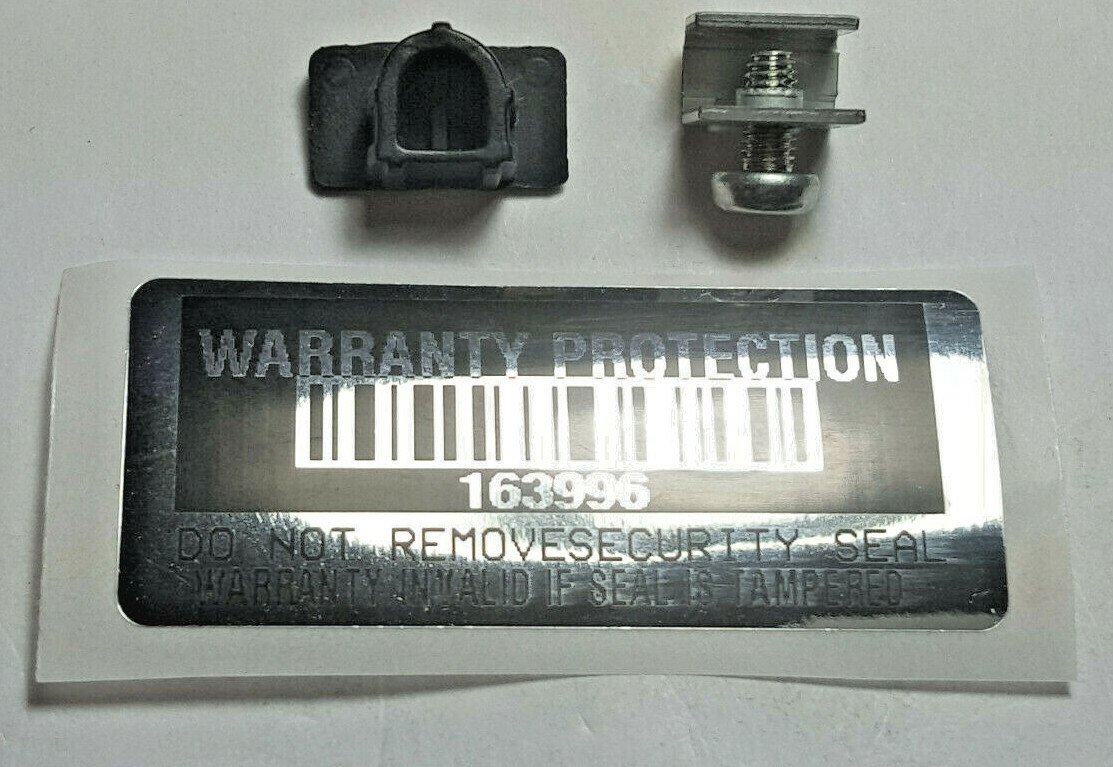 WARRANTY PROTECTION
163996
DO NOT REMOVESECURITY SEAL
WARRANTY INVALID IF SEAL IS TAMPERED